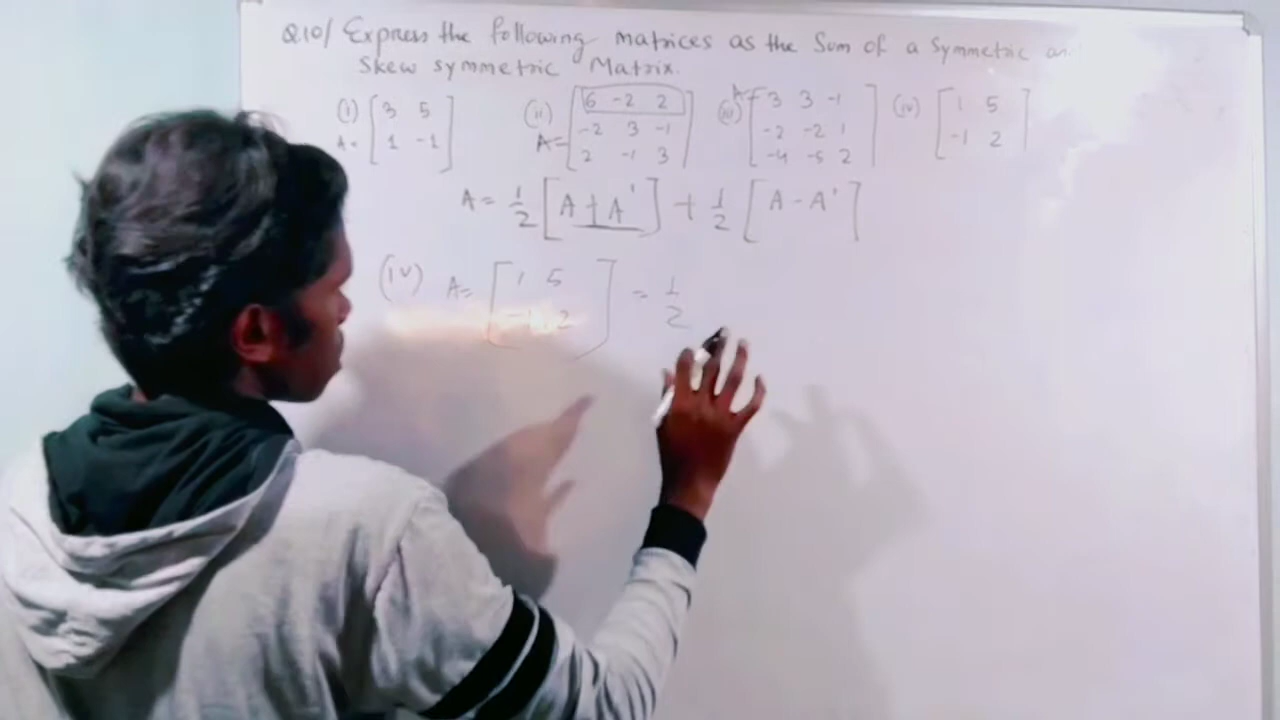 Q10/ Express the following matrices as the Sum of a Symmetric an
Skew symmetric Matrix.
(i) A = [3 5
1 -1]
(ii) A = [6 -2 2
-2 3 -1
2 -1 3]
(iii) A = [3 3 -1
-2 -2 1
-4 -5 2]
(iv) [1 5
-1 2]
A = 1/2 [A + A'] + 1/2 [A - A']
(iv) A = [1 5
-1 2] = 1/2